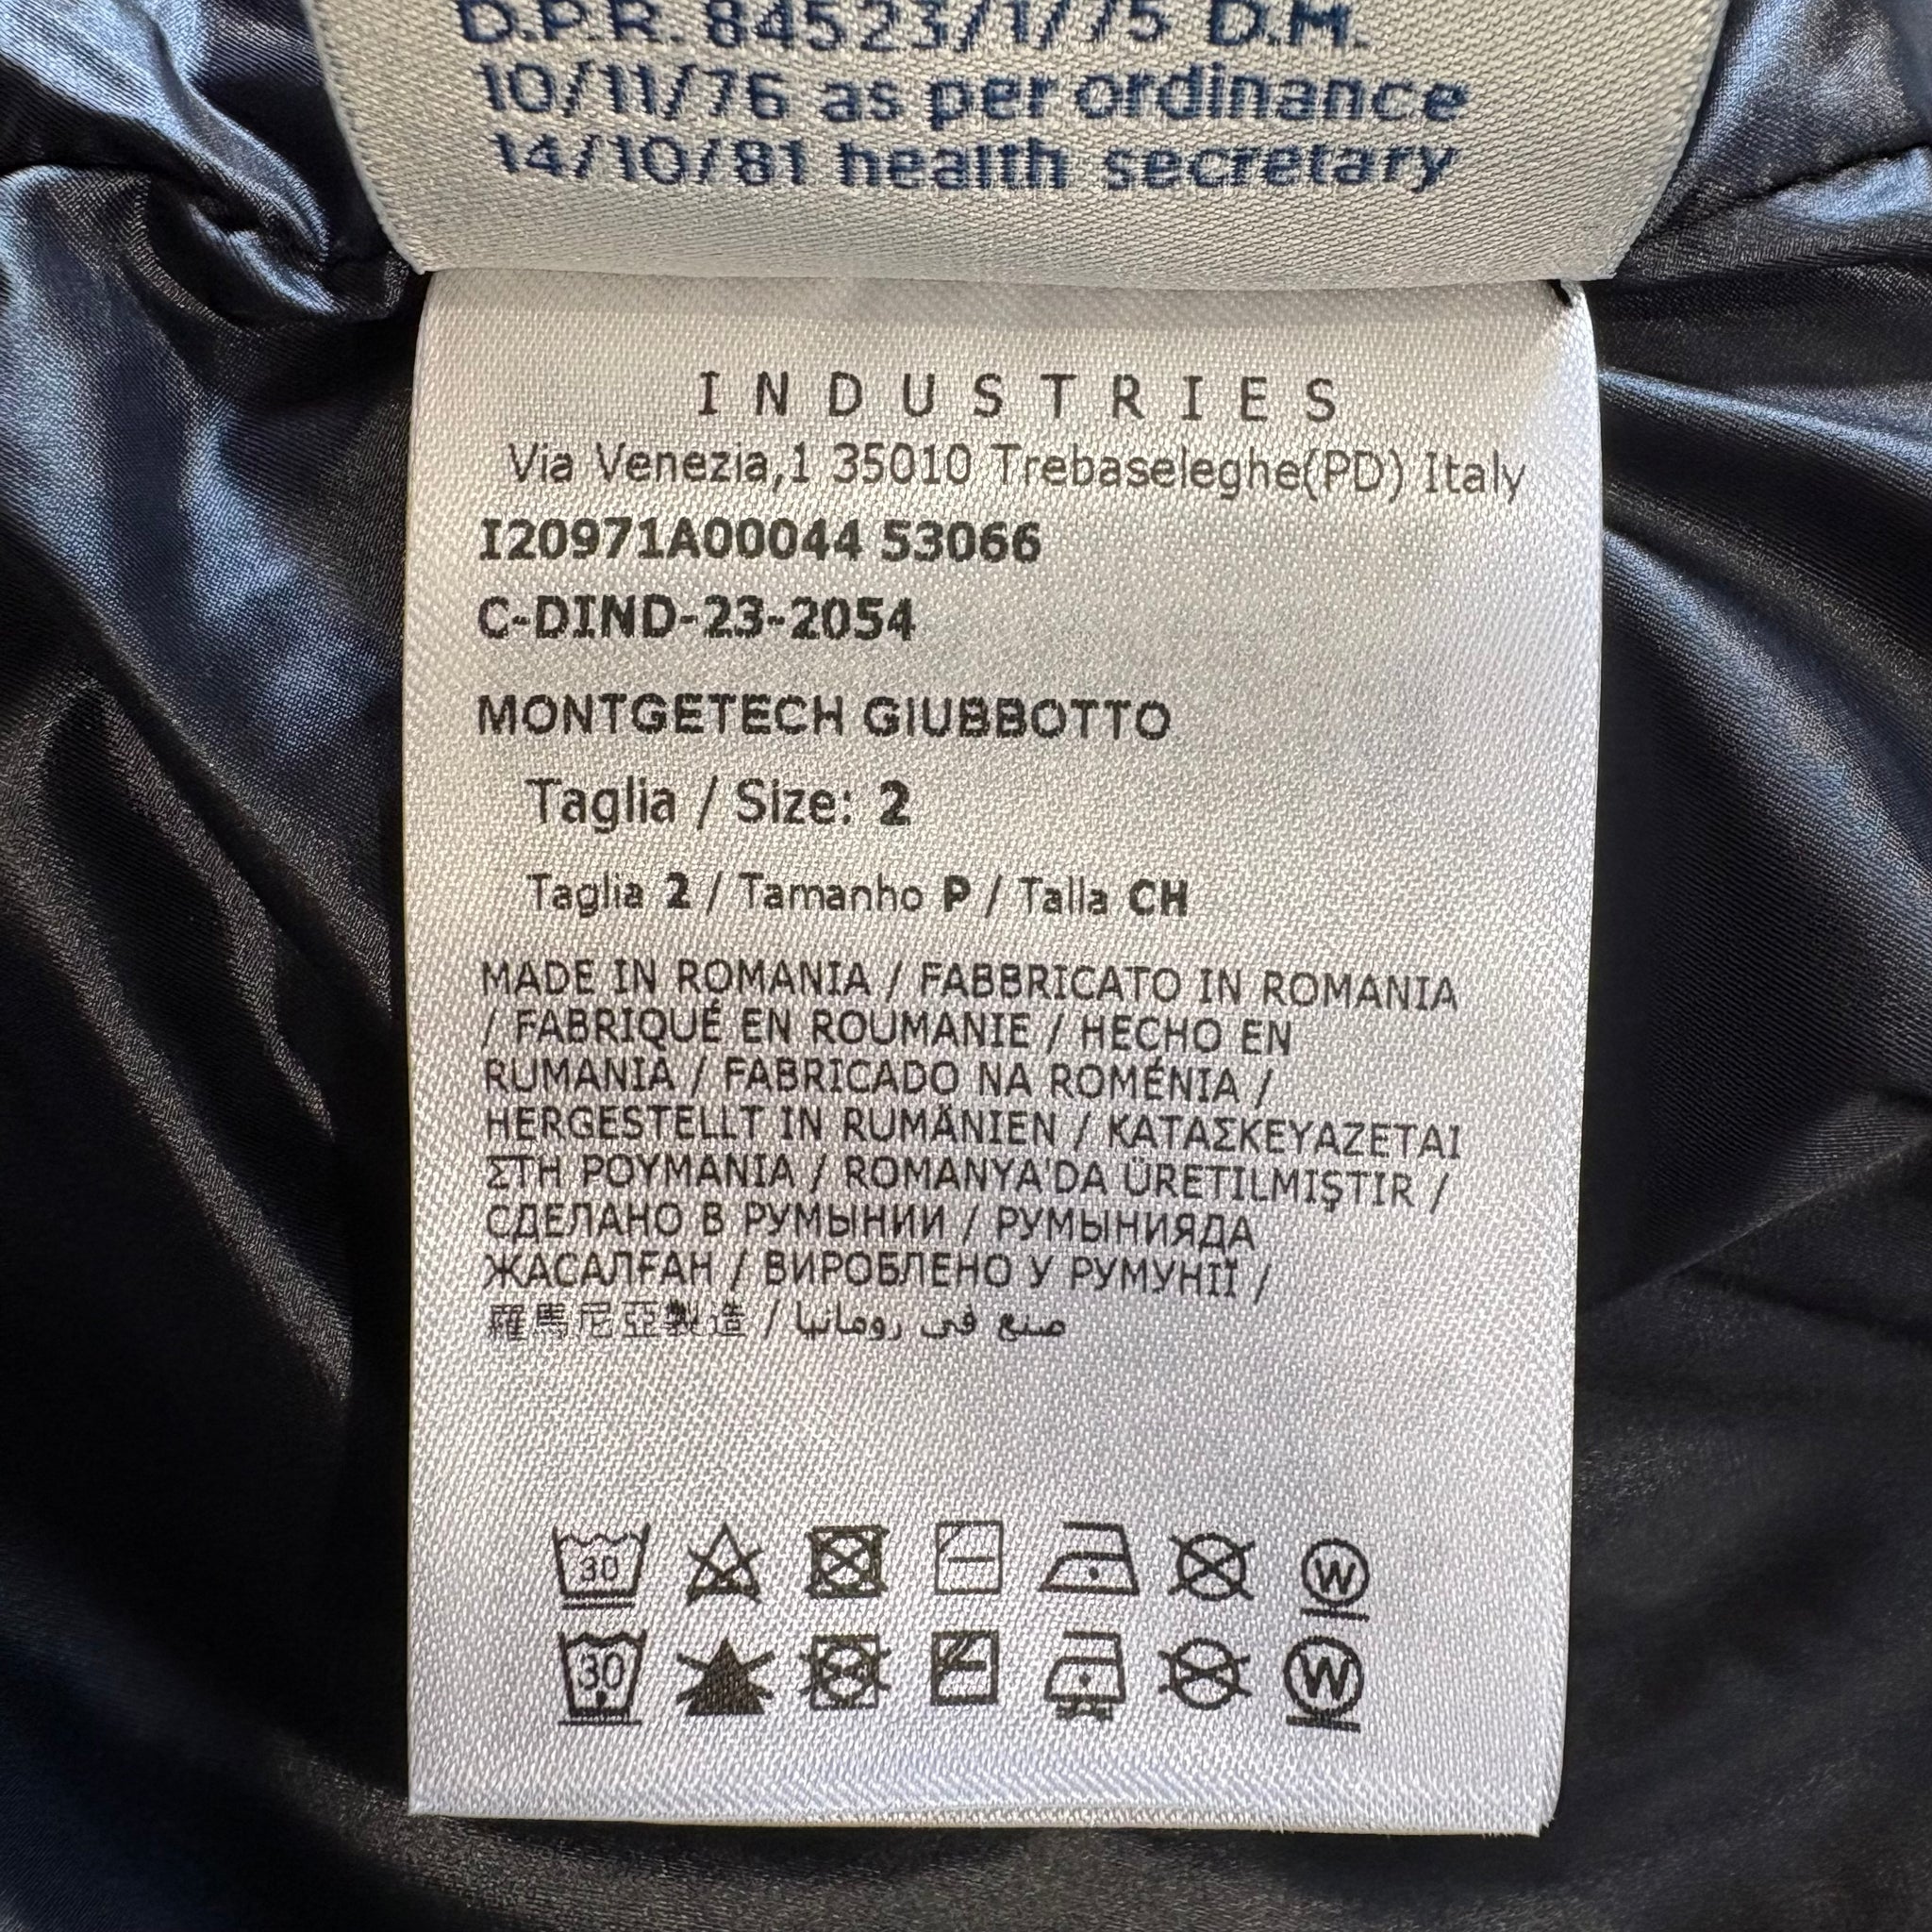 D.P.R. 84523/1/75 D.M.
10/11/76 as per ordinance
14/10/81 health secretary
INDUSTRIES
Via Venezia,1 35010 Trebaseleghe(PD) Italy
I20971A00044 53066
C-DIND-23-2054
MONTGETECH GIUBBOTTO
Taglia / Size: 2
Taglia 2 / Tamanho P / Talla CH
MADE IN ROMANIA / FABBRICATO IN ROMANIA
/ FABRIQUÉ EN ROUMANIE / HECHO EN
RUMANIA / FABRICADO NA ROMÉNIA /
HERGESTELLT IN RUMÄNIEN / ΚΑΤΑΣΚΕΥΑΖΕΤΑΙ
ΣΤΗ ΡΟΥΜΑΝΙΑ / ROMANYA'DA ÜRETILMIŞTIR /
СДЕЛАНО В РУМЫНИИ / РУМЫНИЯДА
ЖАСАЛҒАН / ВИРОБЛЕНО У РУМУНІЇ /
羅馬尼亞製造 / صنع في رومانيا
30 W
30 W